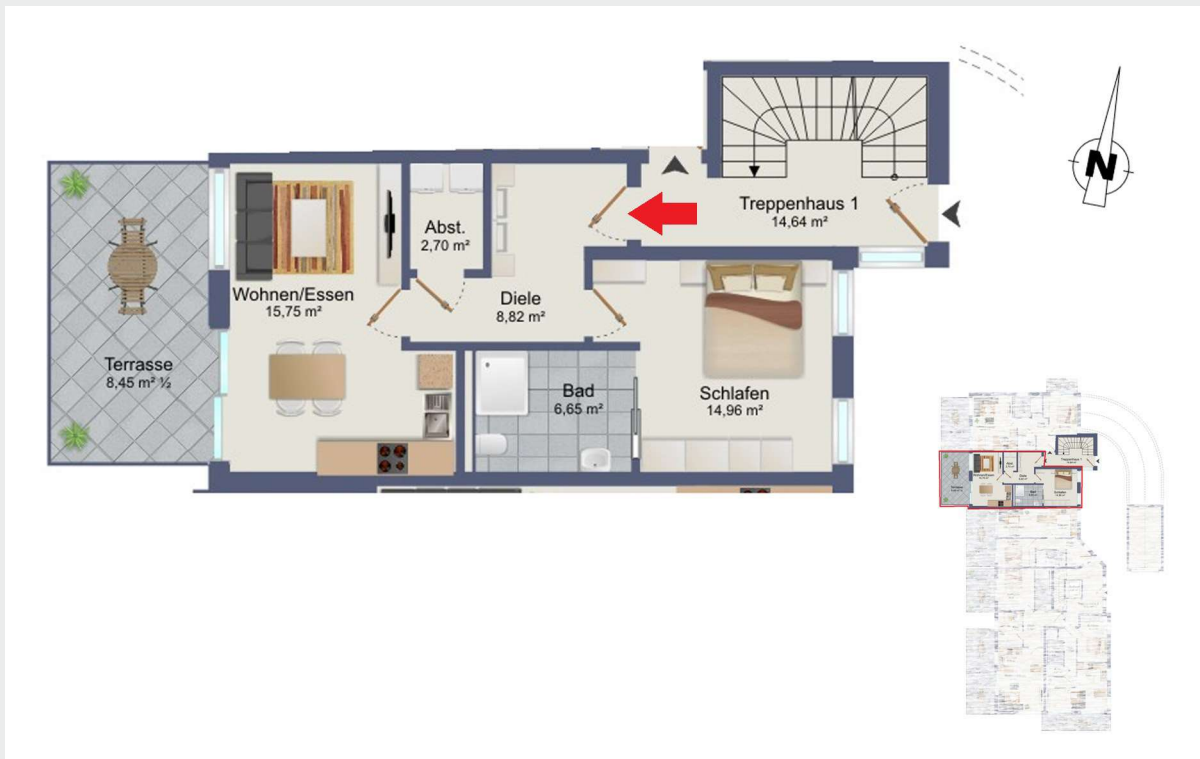 Treppenhaus 1
14,64 m²
Abst.
2,70 m²
Wohnen/Essen
15,75 m²
Diele
8,82 m²
Terrasse
8,45 m² ½
Bad
6,65 m²
Schlafen
14,96 m²
N